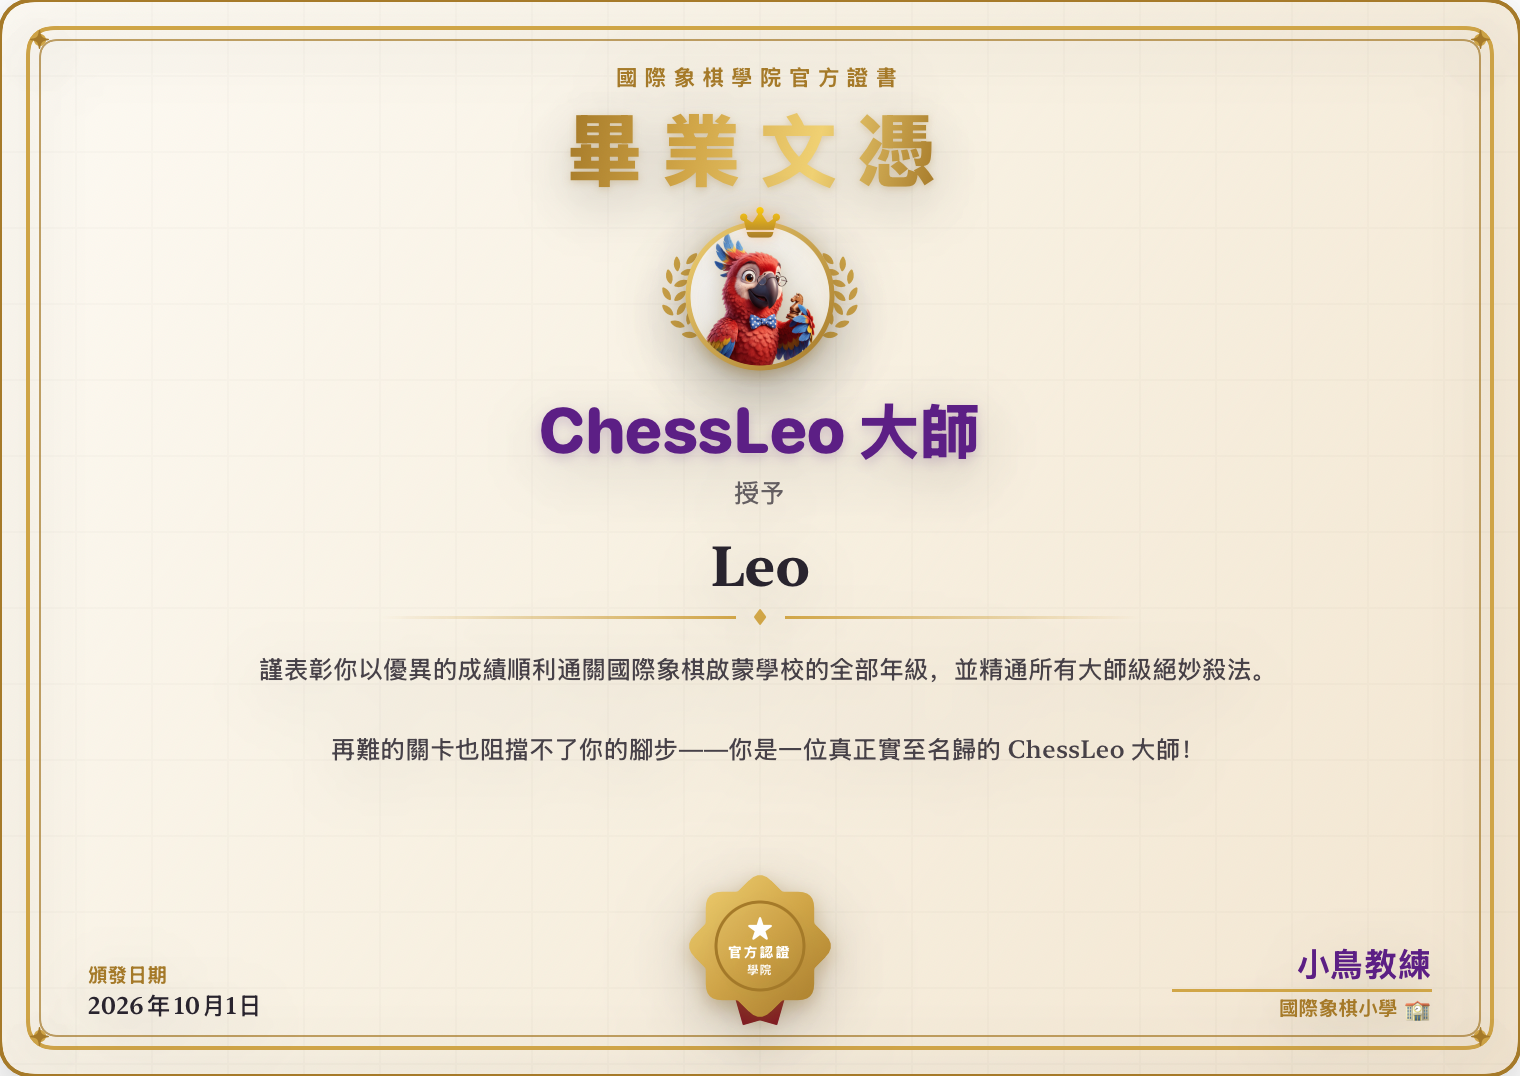 國際象棋學院官方證書
畢業文憑
ChessLeo 大師
授予
Leo
謹表彰你以優異的成績順利通關國際象棋啟蒙學校的全部年級，並精通所有大師級絕妙殺法。
再難的關卡也阻擋不了你的腳步——你是一位真正實至名歸的 ChessLeo 大師！
官方認證
學院
頒發日期
2026年10月1日
小鳥教練
國際象棋小學